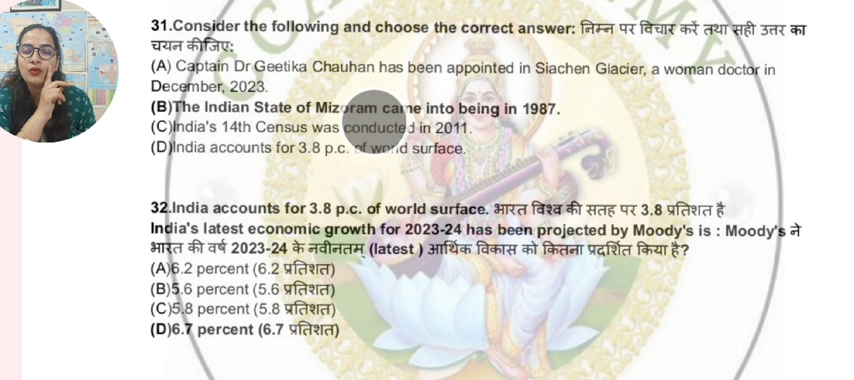 31.Consider the following and choose the correct answer: निम्न पर विचार करें तथा सही उत्तर का
चयन कीजिए:
(A) Captain Dr Geetika Chauhan has been appointed in Siachen Glacier, a woman doctor in
December, 2023.
(B)The Indian State of Mizoram came into being in 1987.
(C)India's 14th Census was conducted in 2011.
(D)India accounts for 3.8 p.c. of world surface.
32.India accounts for 3.8 p.c. of world surface. भारत विश्व की सतह पर 3.8 प्रतिशत है
India's latest economic growth for 2023-24 has been projected by Moody's is : Moody's ने
भारत की वर्ष 2023-24 के नवीनतम् (latest ) आर्थिक विकास को कितना प्रदर्शित किया है?
(A)6.2 percent (6.2 प्रतिशत)
(B)5.6 percent (5.6 प्रतिशत)
(C)5.8 percent (5.8 प्रतिशत)
(D)6.7 percent (6.7 प्रतिशत)